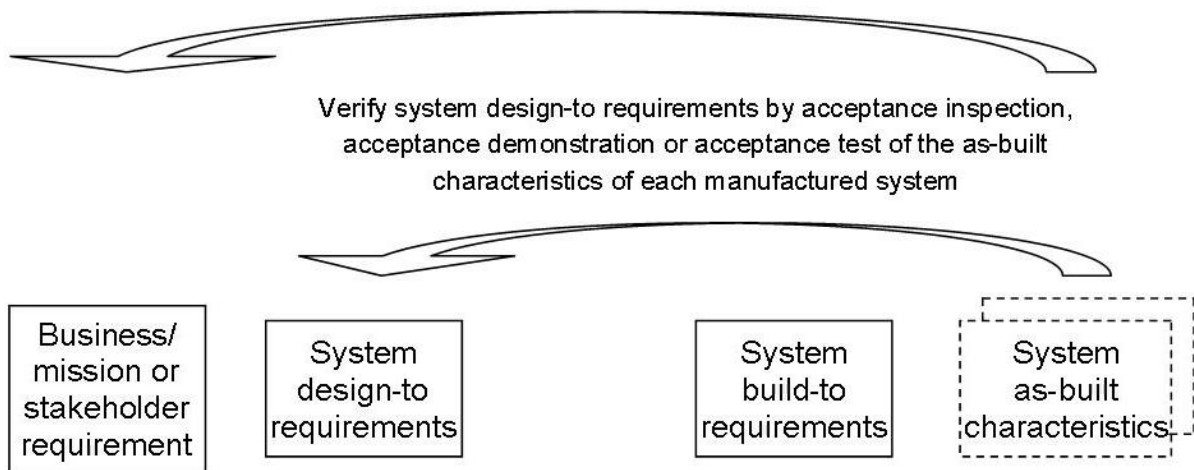 Verify system design-to requirements by acceptance inspection,
acceptance demonstration or acceptance test of the as-built
characteristics of each manufactured system
Business/
mission or
stakeholder
requirement
System
design-to
requirements
System
build-to
requirements
System
as-built
characteristics